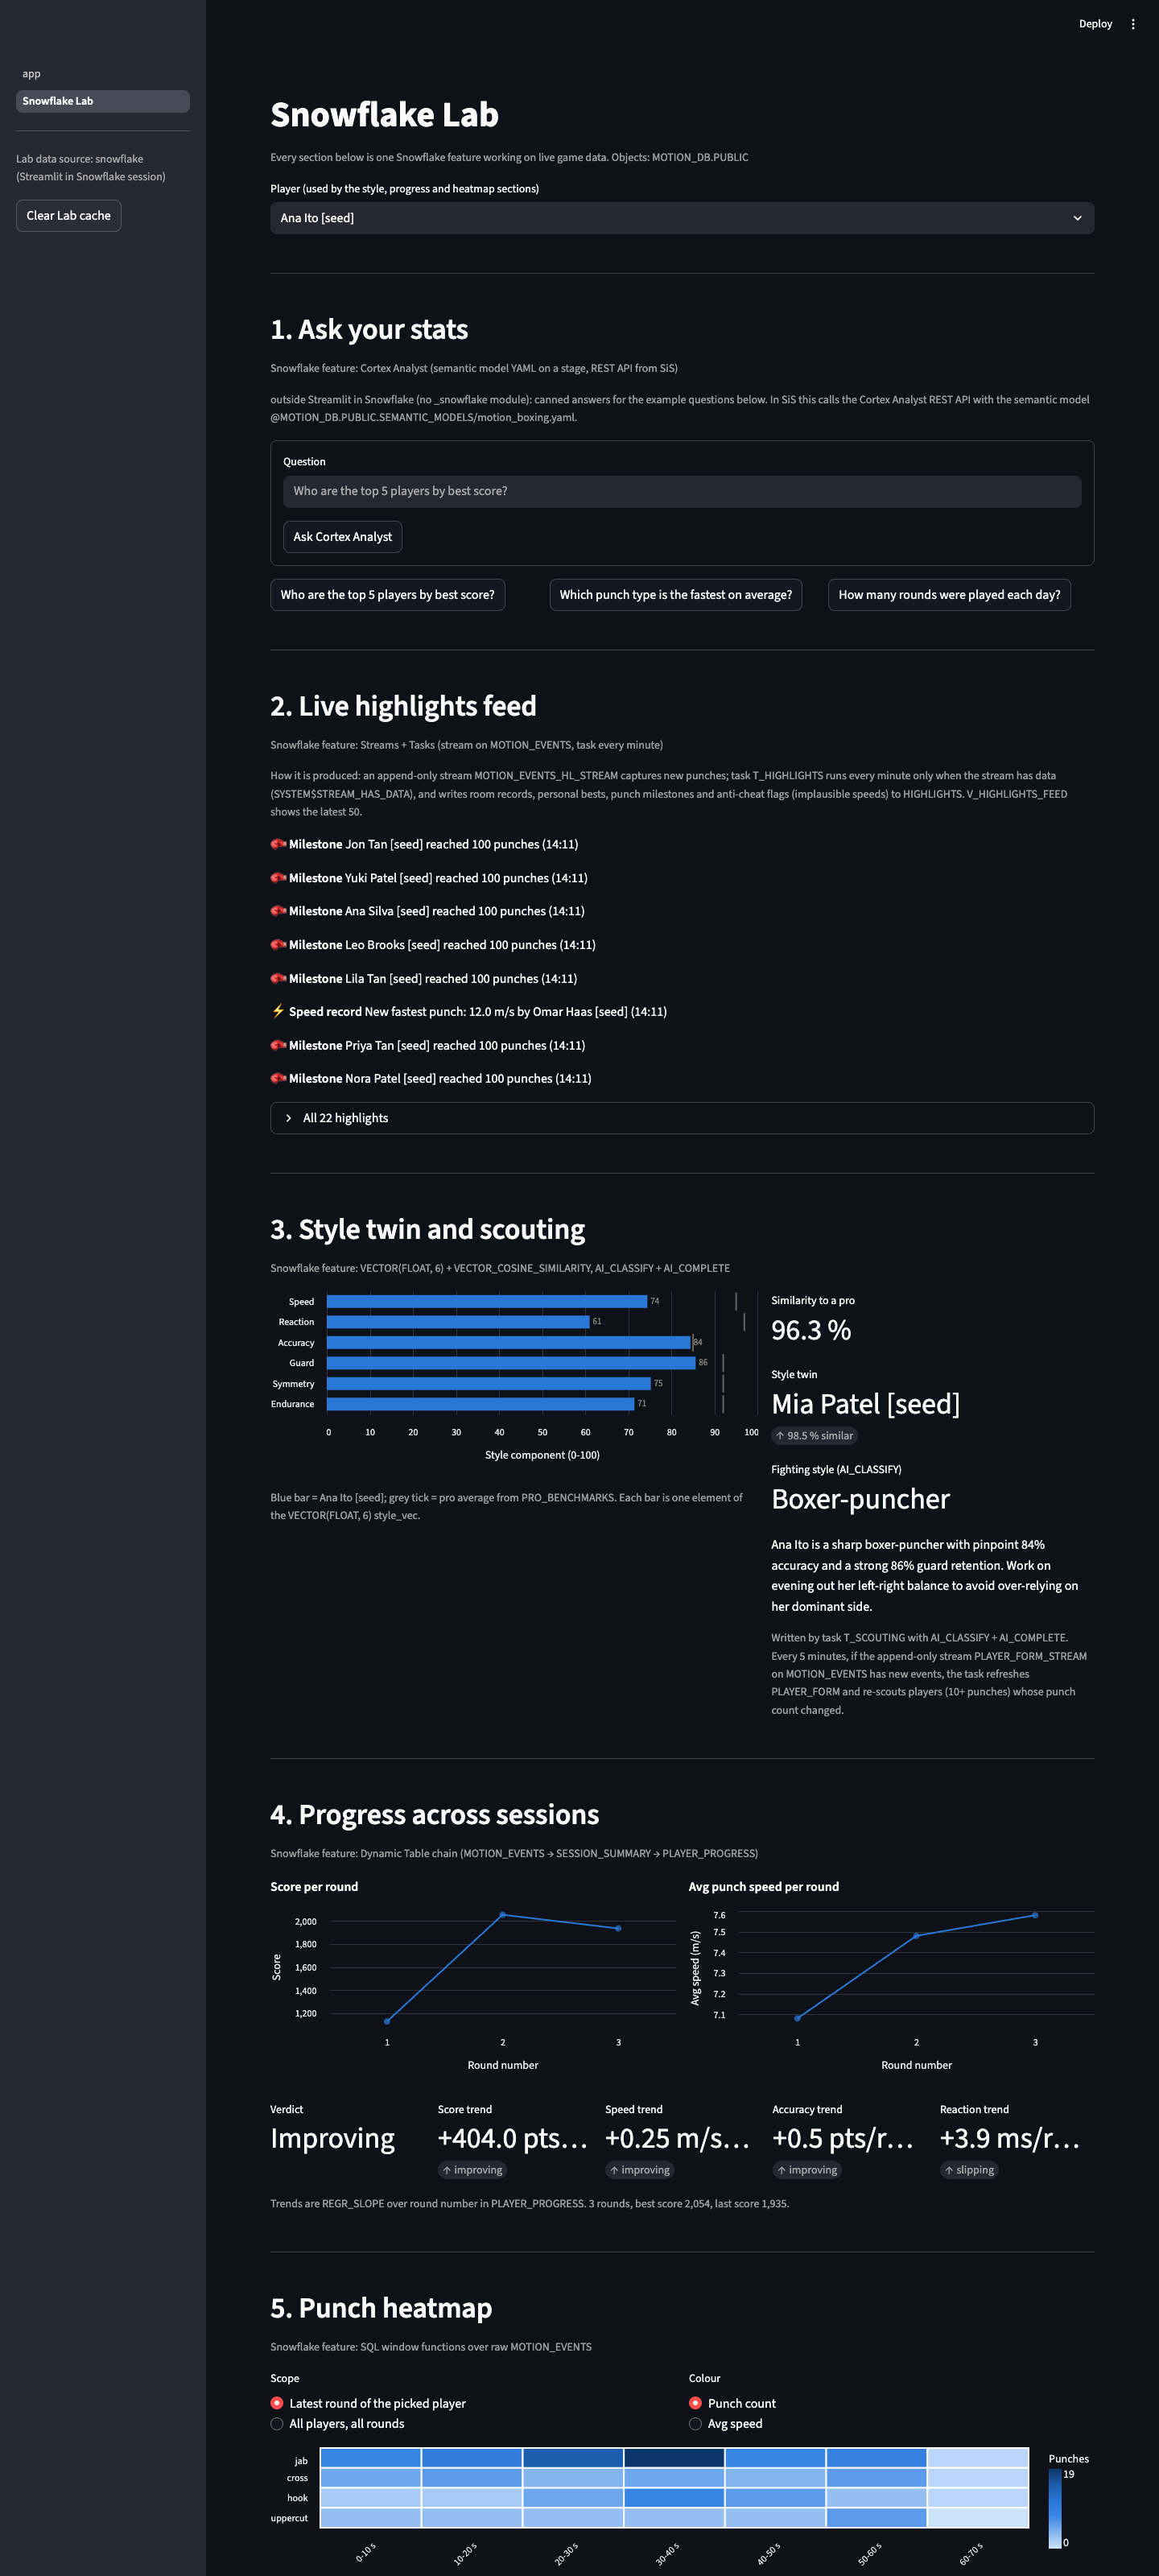 Deploy
app
Snowflake Lab
Lab data source: snowflake
(Streamlit in Snowflake session)
Clear Lab cache
Snowflake Lab
Every section below is one Snowflake feature working on live game data. Objects: MOTION_DB.PUBLIC
Player (used by the style, progress and heatmap sections)
Ana Ito [seed]
1. Ask your stats
Snowflake feature: Cortex Analyst (semantic model YAML on a stage, REST API from SiS)
outside Streamlit in Snowflake (no _snowflake module): canned answers for the example questions below. In SiS this calls the Cortex Analyst REST API with the semantic model
@MOTION_DB.PUBLIC.SEMANTIC_MODELS/motion_boxing.yaml.
Question
Who are the top 5 players by best score?
Ask Cortex Analyst
Who are the top 5 players by best score?
Which punch type is the fastest on average?
How many rounds were played each day?
2. Live highlights feed
Snowflake feature: Streams + Tasks (stream on MOTION_EVENTS, task every minute)
How it is produced: an append-only stream MOTION_EVENTS_HL_STREAM captures new punches; task T_HIGHLIGHTS runs every minute only when the stream has data
(SYSTEM$STREAM_HAS_DATA), and writes room records, personal bests, punch milestones and anti-cheat flags (implausible speeds) to HIGHLIGHTS. V_HIGHLIGHTS_FEED
shows the latest 50.
🥊 Milestone Jon Tan [seed] reached 100 punches (14:11)
🥊 Milestone Yuki Patel [seed] reached 100 punches (14:11)
🥊 Milestone Ana Silva [seed] reached 100 punches (14:11)
🥊 Milestone Leo Brooks [seed] reached 100 punches (14:11)
🥊 Milestone Lila Tan [seed] reached 100 punches (14:11)
⚡ Speed record New fastest punch: 12.0 m/s by Omar Haas [seed] (14:11)
🥊 Milestone Priya Tan [seed] reached 100 punches (14:11)
🥊 Milestone Nora Patel [seed] reached 100 punches (14:11)
All 22 highlights
3. Style twin and scouting
Snowflake feature: VECTOR(FLOAT, 6) + VECTOR_COSINE_SIMILARITY, AI_CLASSIFY + AI_COMPLETE
Speed 74
Reaction 61
Accuracy 84
Guard 86
Symmetry 75
Endurance 71
0 10 20 30 40 50 60 70 80 90 100
Style component (0-100)
Blue bar = Ana Ito [seed]; grey tick = pro average from PRO_BENCHMARKS. Each bar is one element of
the VECTOR(FLOAT, 6) style_vec.
Similarity to a pro
96.3 %
Style twin
Mia Patel [seed]
↑ 98.5 % similar
Fighting style (AI_CLASSIFY)
Boxer-puncher
Ana Ito is a sharp boxer-puncher with pinpoint 84%
accuracy and a strong 86% guard retention. Work on
evening out her left-right balance to avoid over-relying on
her dominant side.
Written by task T_SCOUTING with AI_CLASSIFY + AI_COMPLETE.
Every 5 minutes, if the append-only stream PLAYER_FORM_STREAM
on MOTION_EVENTS has new events, the task refreshes
PLAYER_FORM and re-scouts players (10+ punches) whose punch
count changed.
4. Progress across sessions
Snowflake feature: Dynamic Table chain (MOTION_EVENTS → SESSION_SUMMARY → PLAYER_PROGRESS)
Score per round
2,000
1,800
1,600
1,400
1,200
Score
1 2 3
Round number
Avg punch speed per round
7.6
7.5
7.4
7.3
7.2
7.1
Avg speed (m/s)
1 2 3
Round number
Verdict
Improving
Score trend
+404.0 pts…
↑ improving
Speed trend
+0.25 m/s…
↑ improving
Accuracy trend
+0.5 pts/r…
↑ improving
Reaction trend
+3.9 ms/r…
↑ slipping
Trends are REGR_SLOPE over round number in PLAYER_PROGRESS. 3 rounds, best score 2,054, last score 1,935.
5. Punch heatmap
Snowflake feature: SQL window functions over raw MOTION_EVENTS
Scope
Latest round of the picked player
All players, all rounds
Colour
Punch count
Avg speed
jab
cross
hook
uppercut
0-10 s 10-20 s 20-30 s 30-40 s 40-50 s 50-60 s 60-70 s
Punches
19
0